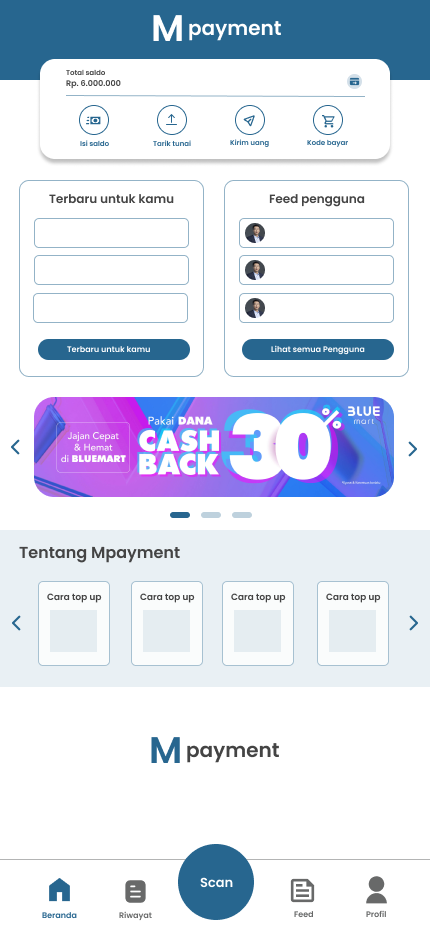 M payment
Total saldo
Rp. 6.000.000
Isi saldo
Tarik tunai
Kirim uang
Kode bayar
Terbaru untuk kamu
Terbaru untuk kamu
Feed pengguna
Lihat semua Pengguna
Jajan Cepat
& Hemat
di BLUEMART
Pakai DANA
CASH
BACK
30%
BLUE
mart
Tentang Mpayment
Cara top up
Cara top up
Cara top up
Cara top up
M payment
Beranda
Riwayat
Scan
Feed
Profil